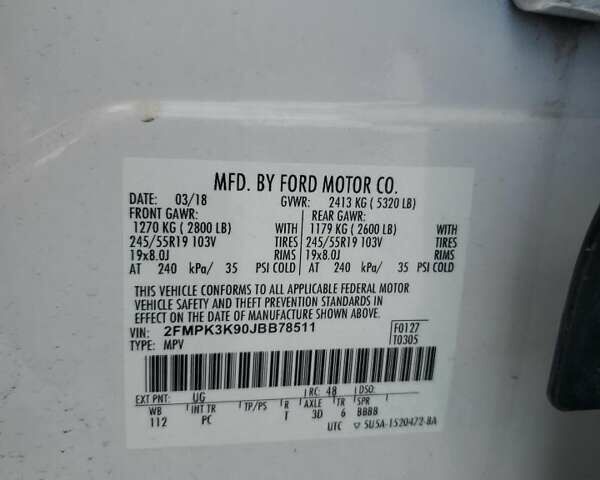 MFD. BY FORD MOTOR CO.
DATE: 03/18 GVWR: 2413 KG ( 5320 LB)
FRONT GAWR: REAR GAWR:
1270 KG ( 2800 LB) WITH 1179 KG ( 2600 LB) WITH
245/55R19 103V TIRES 245/55R19 103V TIRES
19x8.0J RIMS 19x8.0J RIMS
AT 240 kPa/ 35 PSI COLD AT 240 kPa/ 35 PSI COLD
THIS VEHICLE CONFORMS TO ALL APPLICABLE FEDERAL MOTOR
VEHICLE SAFETY AND THEFT PREVENTION STANDARDS IN
EFFECT ON THE DATE OF MANUFACTURE SHOWN ABOVE.
VIN: 2FMPK3K90JBB78511 F0127
TYPE: MPV T0305
EXT PNT: UG RC: 48 DSO:
WB INT TR TP/PS R AXLE TR SPR
112 PC T 3D 6 BBBB
UTC 5U5A-1520472-BA